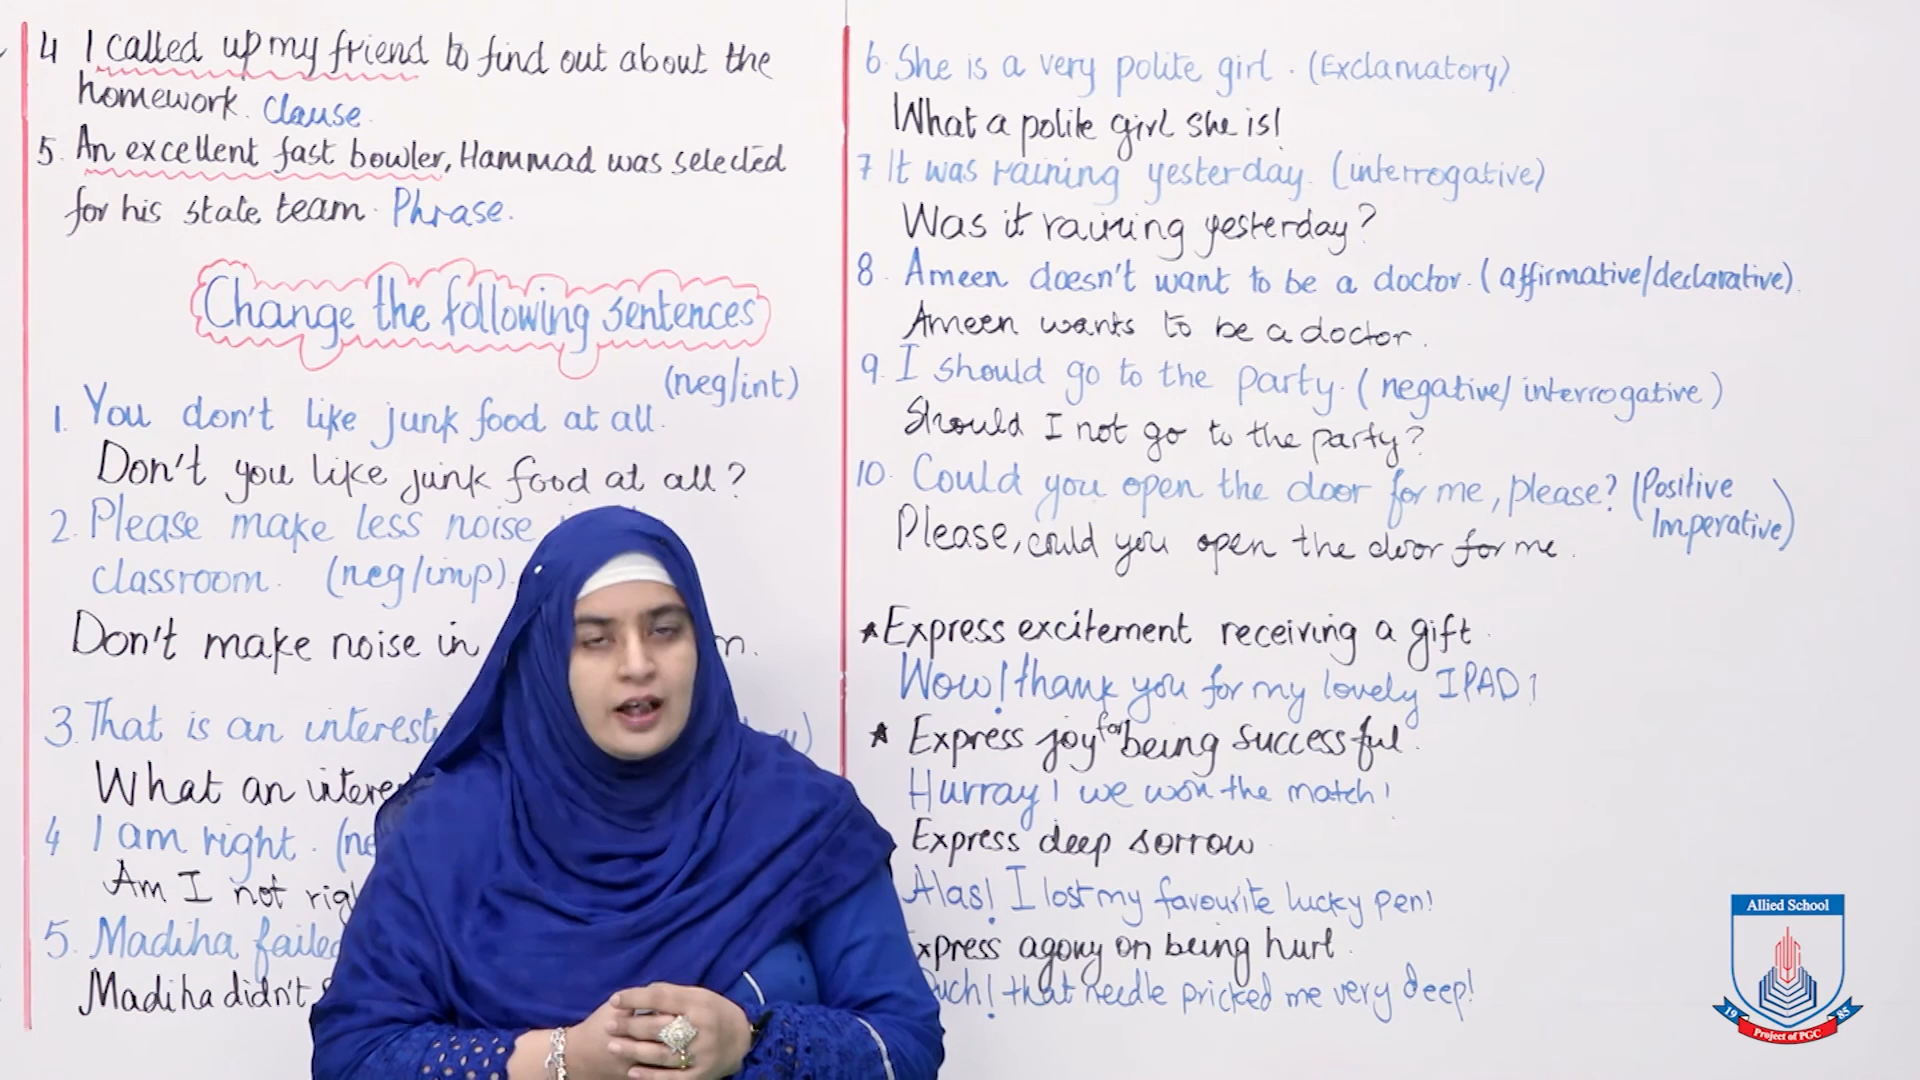 4 I called up my friend to find out about the
homework. Clause
5. An excellent fast bowler, Hammad was selected
for his state team. Phrase.
Change the following sentences
(neg/int)
1. You don't like junk food at all.
Don't you like junk food at all?
2. Please make less noise
classroom. (neg/imp).
Don't make noise in
3. That is an
What an
4 I am right.
Am I not
5. Madiha failed
Madiha didn't
6. She is a very polite girl. (Exclamatory)
What a polite girl she is!
7 It was raining yesterday. (interrogative)
Was it raining yesterday?
8. Ameen doesn't want to be a doctor. (affirmative/declarative).
Ameen wants to be a doctor.
9. I should go to the party. (negative/interrogative)
Should I not go to the party?
10. Could you open the door for me, please? (Positive
Imperative)
Please, could you open the door for me.
★Express excitement receiving a gift.
Wow! thank you for my lovely IPAD!
★ Express joy for being successful.
Hurray! we won the match!
Express deep sorrow
Alas! I lost my favourite lucky pen!
agony on being hurt.
that needle pricked me very deep!
Allied School
19 85
Project of PGC